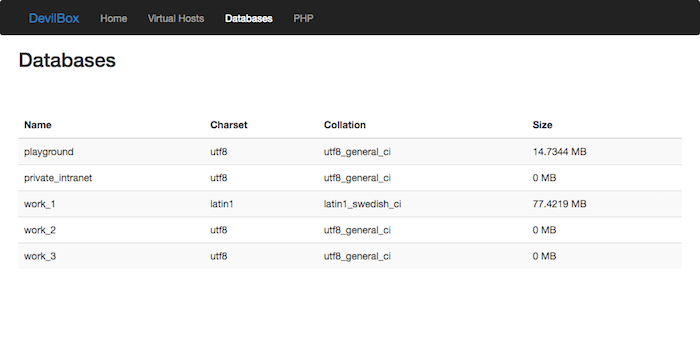 DevilBox Home Virtual Hosts Databases PHP
Databases
Name Charset Collation Size
playground utf8 utf8_general_ci 14.7344 MB
private_intranet utf8 utf8_general_ci 0 MB
work_1 latin1 latin1_swedish_ci 77.4219 MB
work_2 utf8 utf8_general_ci 0 MB
work_3 utf8 utf8_general_ci 0 MB